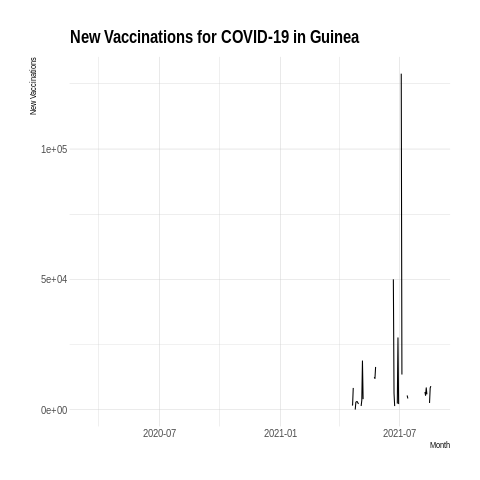 New Vaccinations for COVID-19 in Guinea
New Vaccinations
1e+05
5e+04
0e+00
2020-07
2021-01
2021-07
Month